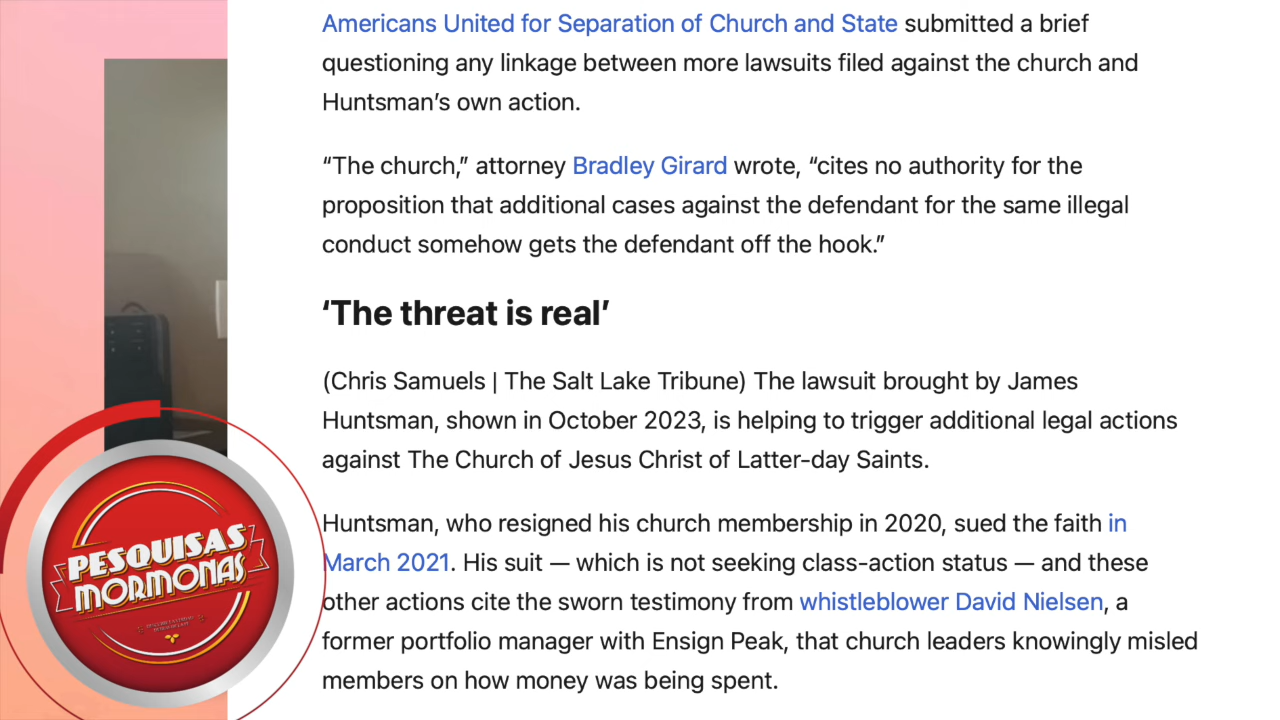 Americans United for Separation of Church and State submitted a brief
questioning any linkage between more lawsuits filed against the church and
Huntsman’s own action.
“The church,” attorney Bradley Girard wrote, “cites no authority for the
proposition that additional cases against the defendant for the same illegal
conduct somehow gets the defendant off the hook.”
‘The threat is real’
(Chris Samuels | The Salt Lake Tribune) The lawsuit brought by James
Huntsman, shown in October 2023, is helping to trigger additional legal actions
against The Church of Jesus Christ of Latter-day Saints.
Huntsman, who resigned his church membership in 2020, sued the faith in
March 2021. His suit — which is not seeking class-action status — and these
other actions cite the sworn testimony from whistleblower David Nielsen, a
former portfolio manager with Ensign Peak, that church leaders knowingly misled
members on how money was being spent.
PESQUISAS
MORMONAS